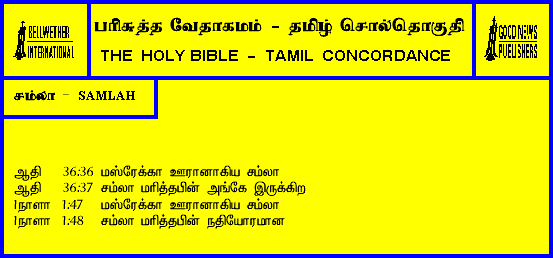 BELLWETHER
INTERNATIONAL
பரிசுத்த வேதாகமம் - தமிழ் சொல்தொகுதி
THE HOLY BIBLE - TAMIL CONCORDANCE
GOOD NEWS
PUBLISHERS
சம்லா - SAMLAH
ஆதி 36:36 மஸ்ரேக்கா ஊரானாகிய சம்லா
ஆதி 36:37 சம்லா மரித்தபின் அங்கே இருக்கிற
1நாளா 1:47 மஸ்ரேக்கா ஊரானாகிய சம்லா
1நாளா 1:48 சம்லா மரித்தபின் நதியோரமான